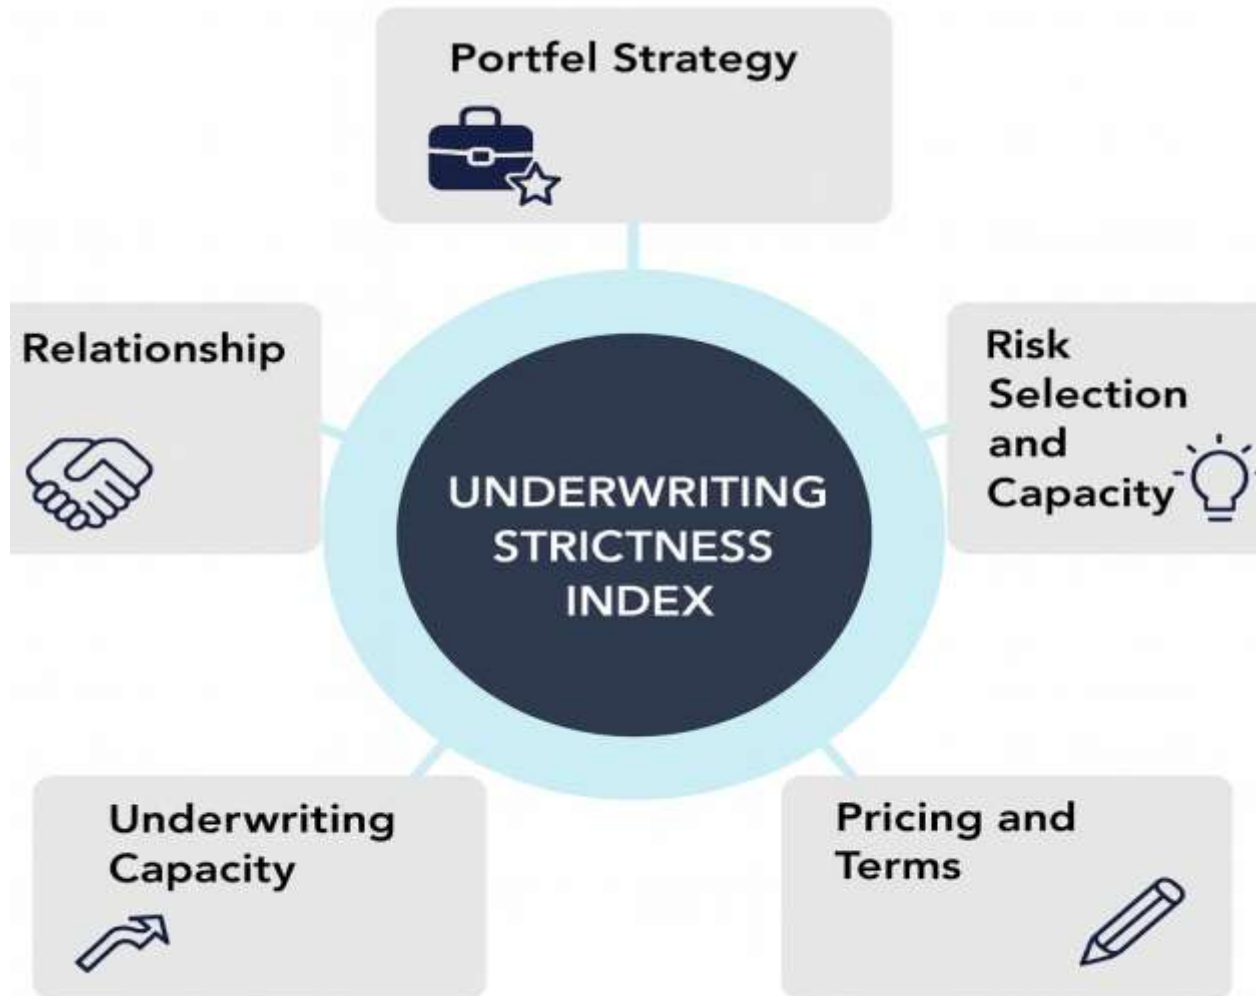 Portfel Strategy
Relationship
Risk
Selection
and
Capacity
UNDERWRITING
STRICTNESS
INDEX
Underwriting
Capacity
Pricing and
Terms